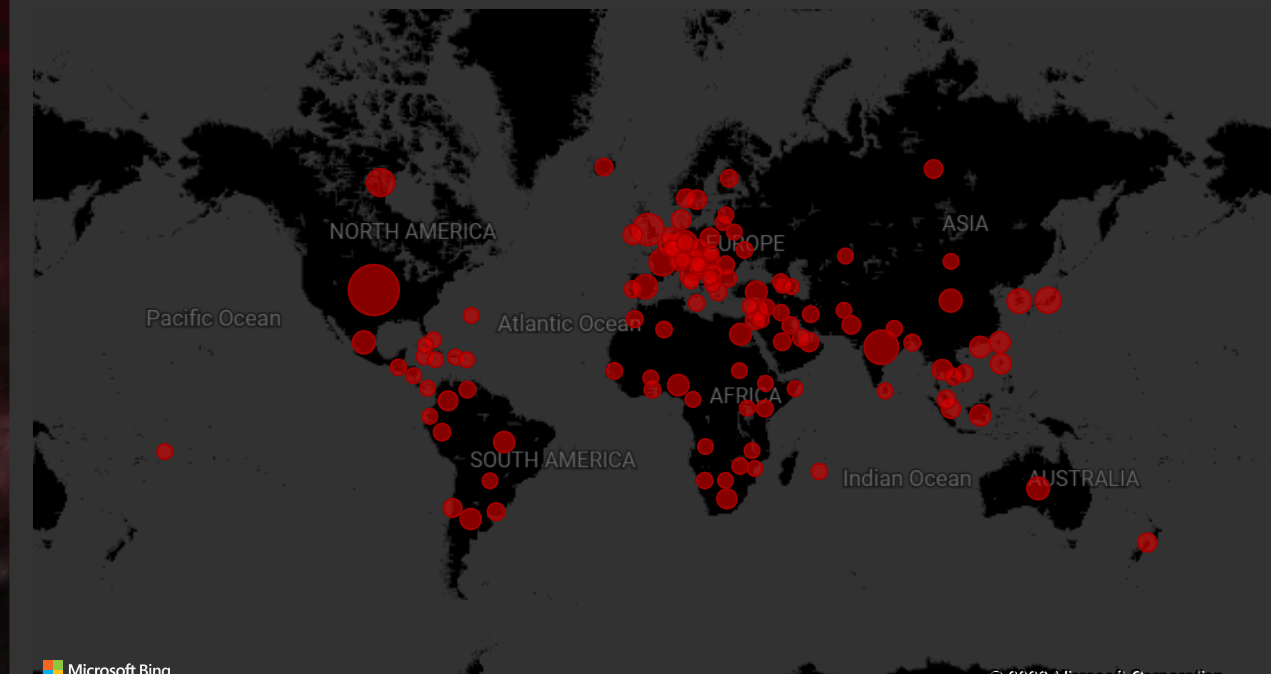 NORTH AMERICA
ASIA
EUROPE
Pacific Ocean
Atlantic Ocean
AFRICA
SOUTH AMERICA
Indian Ocean
AUSTRALIA
Microsoft Bing